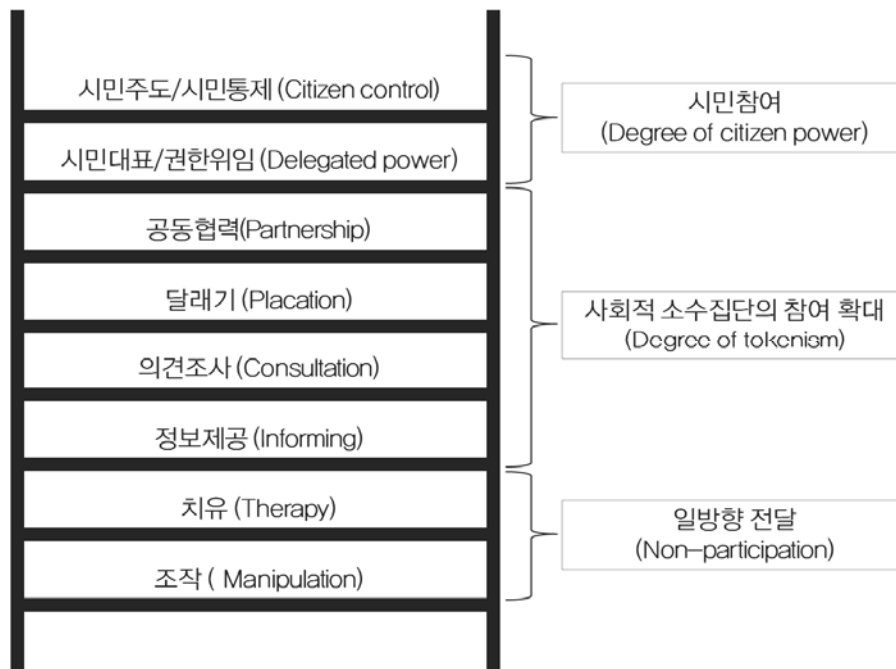 시민주도/시민통제 (Citizen control)
시민대표/권한위임 (Delegated power)
공동협력(Partnership)
달래기 (Placation)
의견조사 (Consultation)
정보제공 (Informing)
치유 (Therapy)
조작 ( Manipulation)
시민참여
(Degree of citizen power)
사회적 소수집단의 참여 확대
(Degree of tokenism)
일방향 전달
(Non-participation)